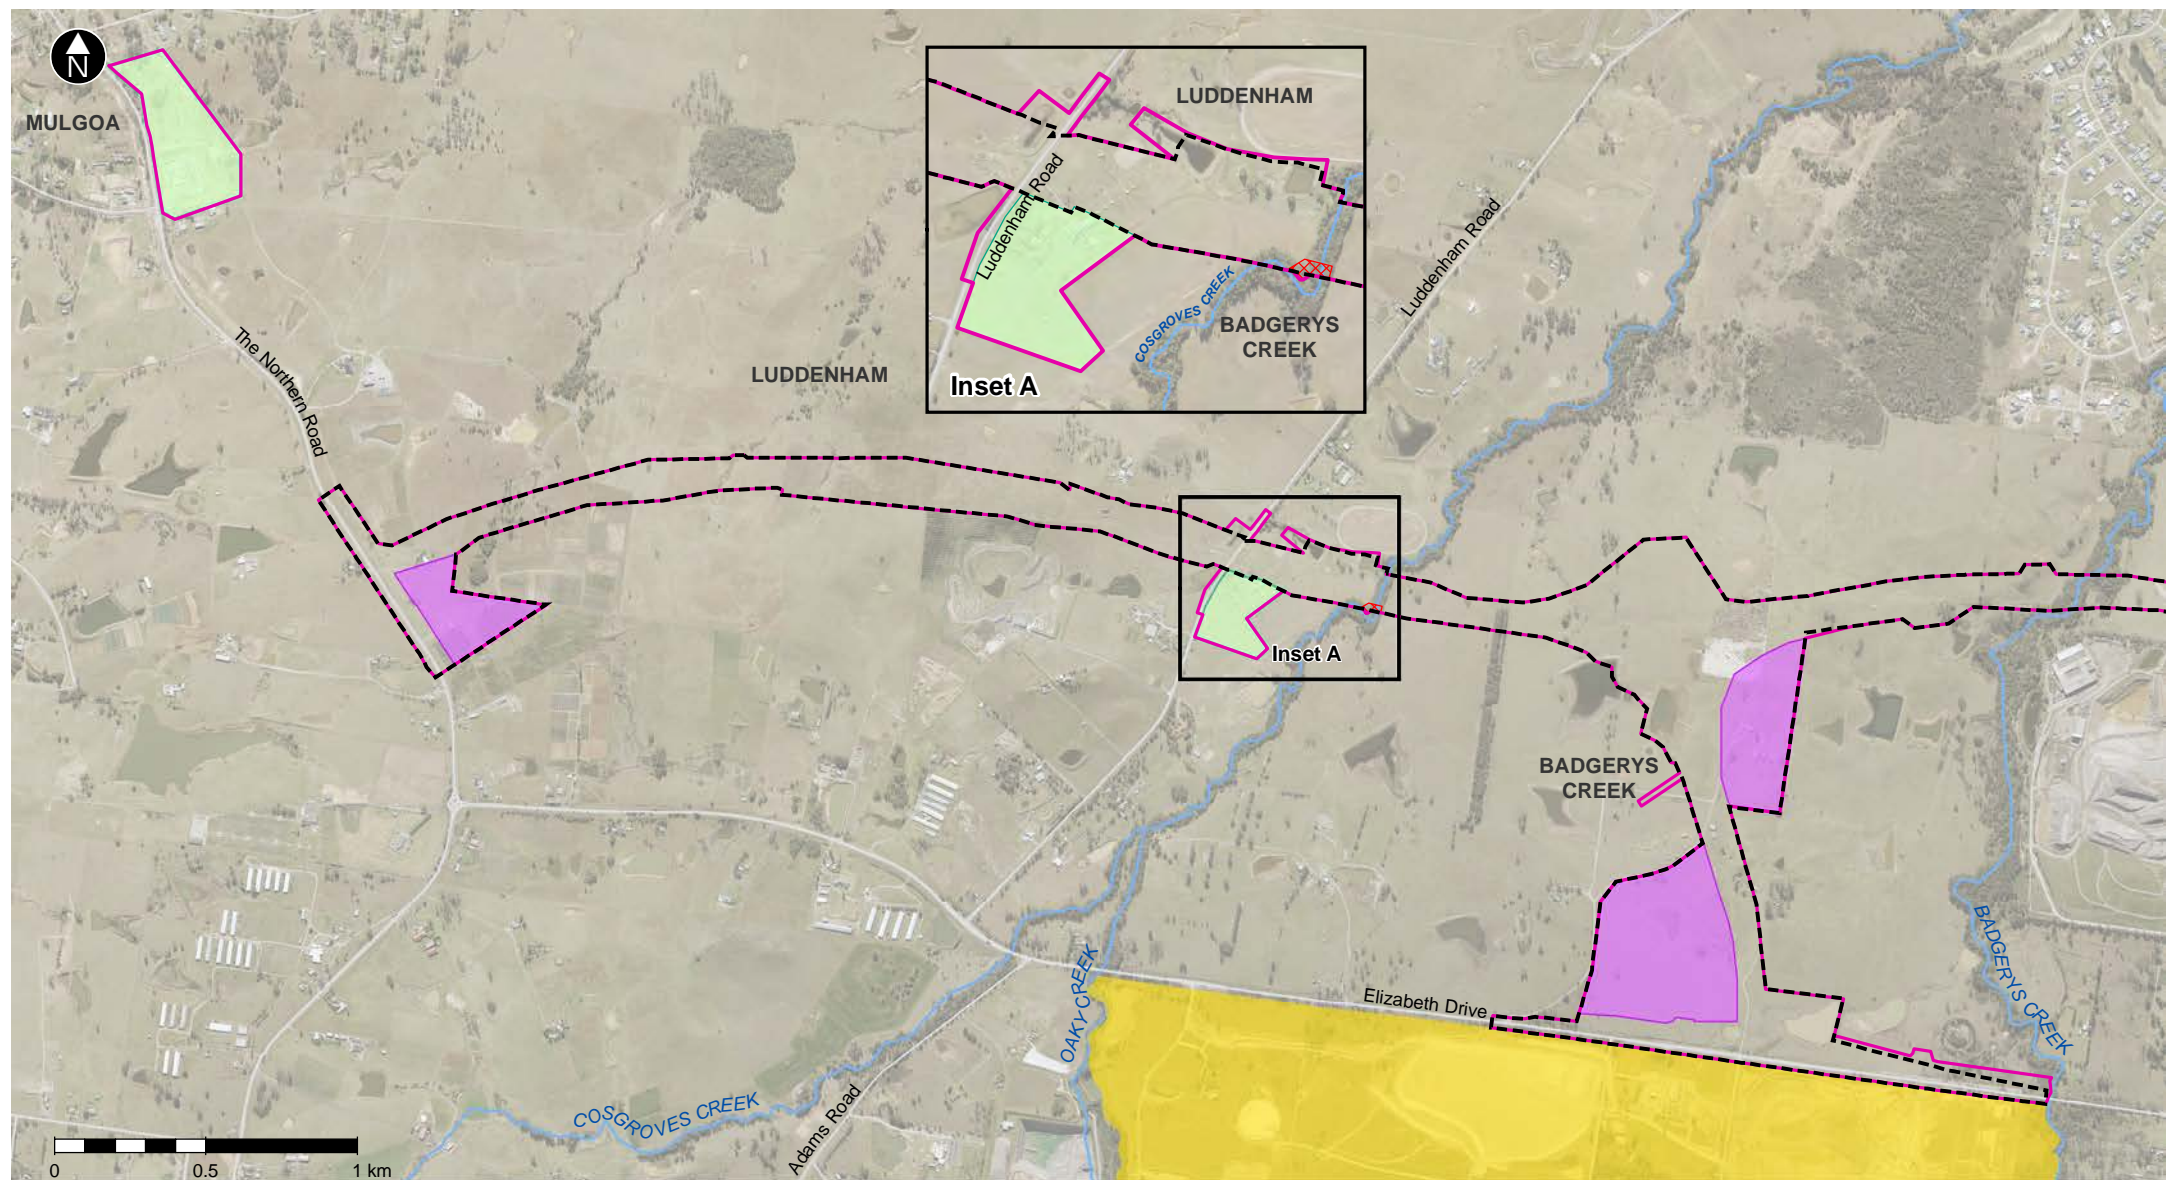 N
MULGOA
LUDDENHAM
Luddenham Road
COSGROVES CREEK
BADGERYS
CREEK
Inset A
Luddenham Road
The Northern Road
LUDDENHAM
Inset A
BADGERYS
CREEK
Elizabeth Drive
OAKY CREEK
BADGERYS CREEK
COSGROVES CREEK
Adams Road
0 0.5 1 km